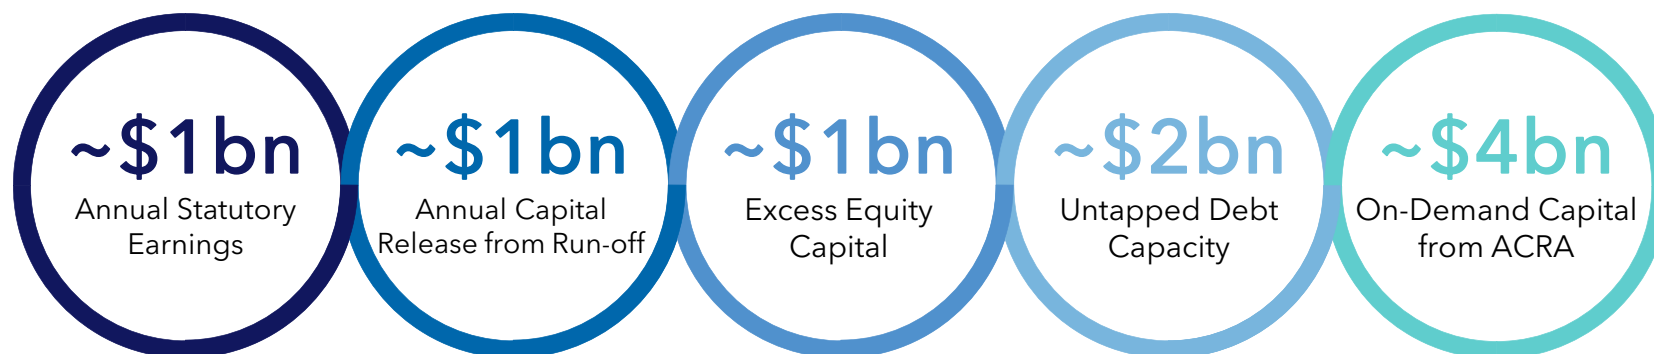 ~$1bn
Annual Statutory
Earnings
~$1bn
Annual Capital
Release from Run-off
~$1bn
Excess Equity
Capital
~$2bn
Untapped Debt
Capacity
~$4bn
On-Demand Capital
from ACRA